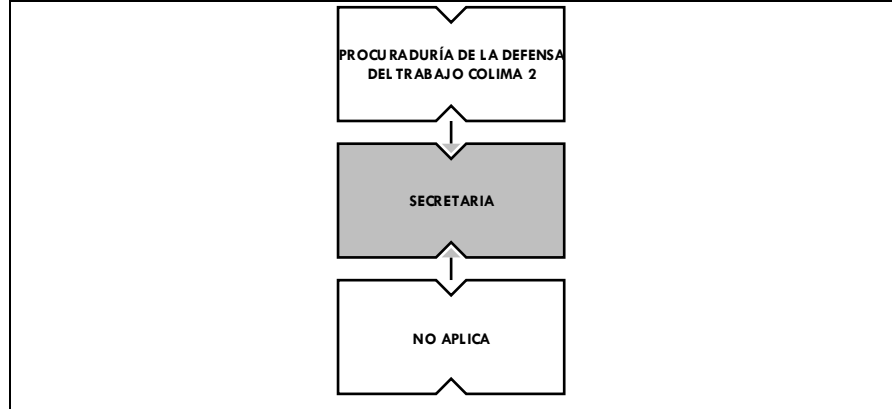 PROCURADURÍA DE LA DEFENSA
DEL TRABAJO COLIMA 2
SECRETARIA
NO APLICA